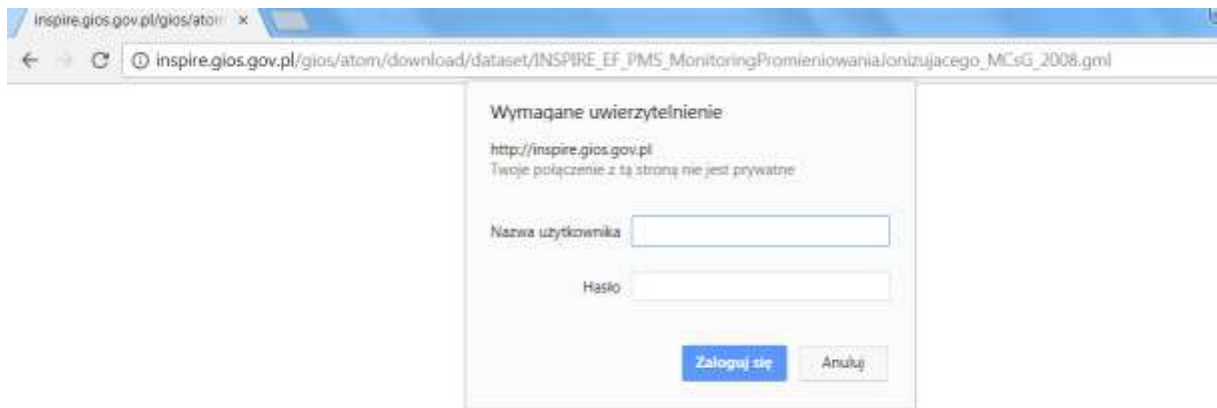 inspire.gios.gov.pl/gios/atom
inspire.gios.gov.pl/gios/atom/download/dataset/INSPIRE_EF_PMS_MonitoringPromieniowaniaJonizujacego_MCsG_2008.gml
Wymagane uwierzytelnienie
http://inspire.gios.gov.pl
Twoje połączenie z tą stroną nie jest prywatne
Nazwa użytkownika
Hasło
Zaloguj się Anuluj